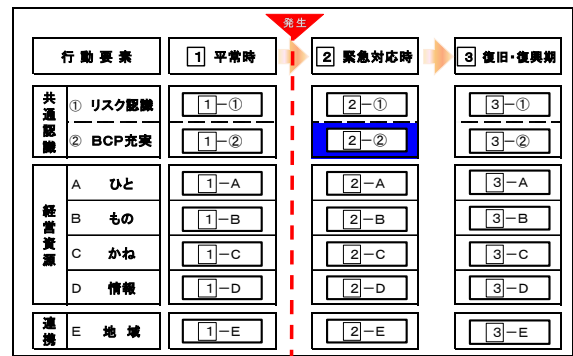 発生
行動要素 1 平常時 2 緊急対応時 3 復旧・復興期
共通認識
① リスク認識 1-① 2-① 3-①
② BCP充実 1-② 2-② 3-②
経営資源
A ひと 1-A 2-A 3-A
B もの 1-B 2-B 3-B
C かね 1-C 2-C 3-C
D 情報 1-D 2-D 3-D
連携
E 地域 1-E 2-E 3-E